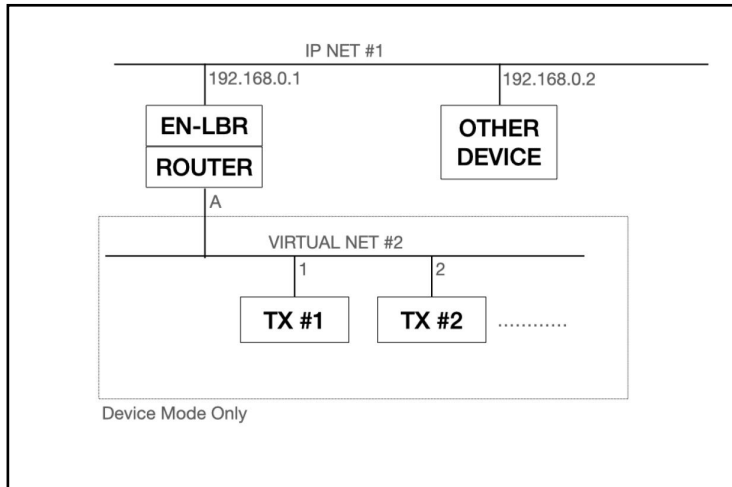 IP NET #1
192.168.0.1
192.168.0.2
EN-LBR
ROUTER
OTHER
DEVICE
A
VIRTUAL NET #2
1
2
TX #1
TX #2
............
Device Mode Only